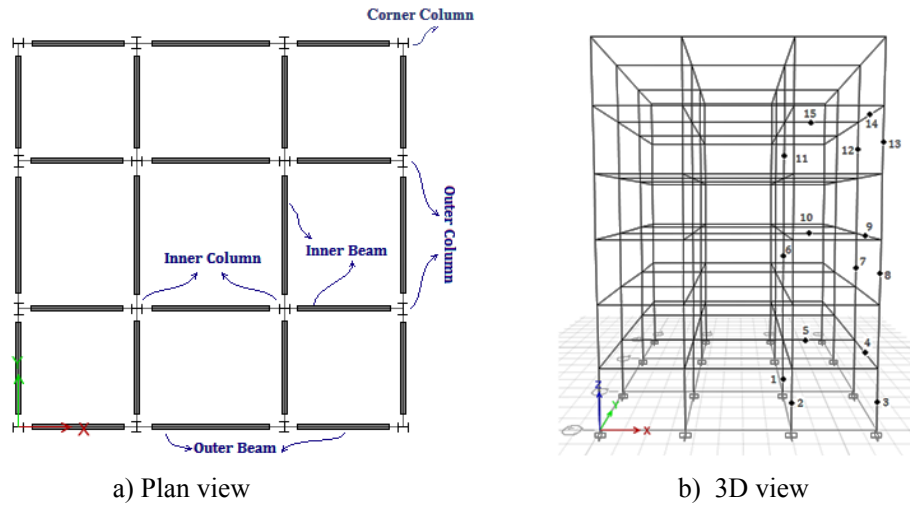 Corner Column
Outer Column
Inner Column
Inner Beam
Y
X
Outer Beam
a) Plan view
15
14
13
12
11
10
9
6
7
8
5
4
1
2
3
Z
Y
X
b) 3D view